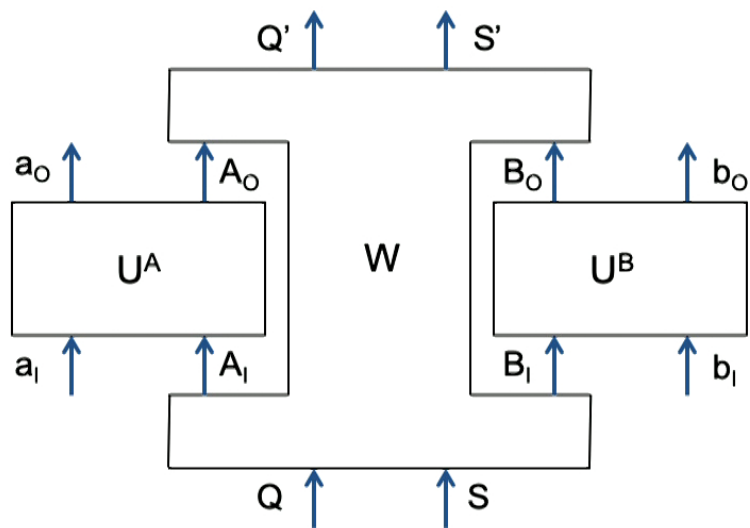 Q’ S’
aO AO BO bO
UA W UB
aI AI BI bI
Q S